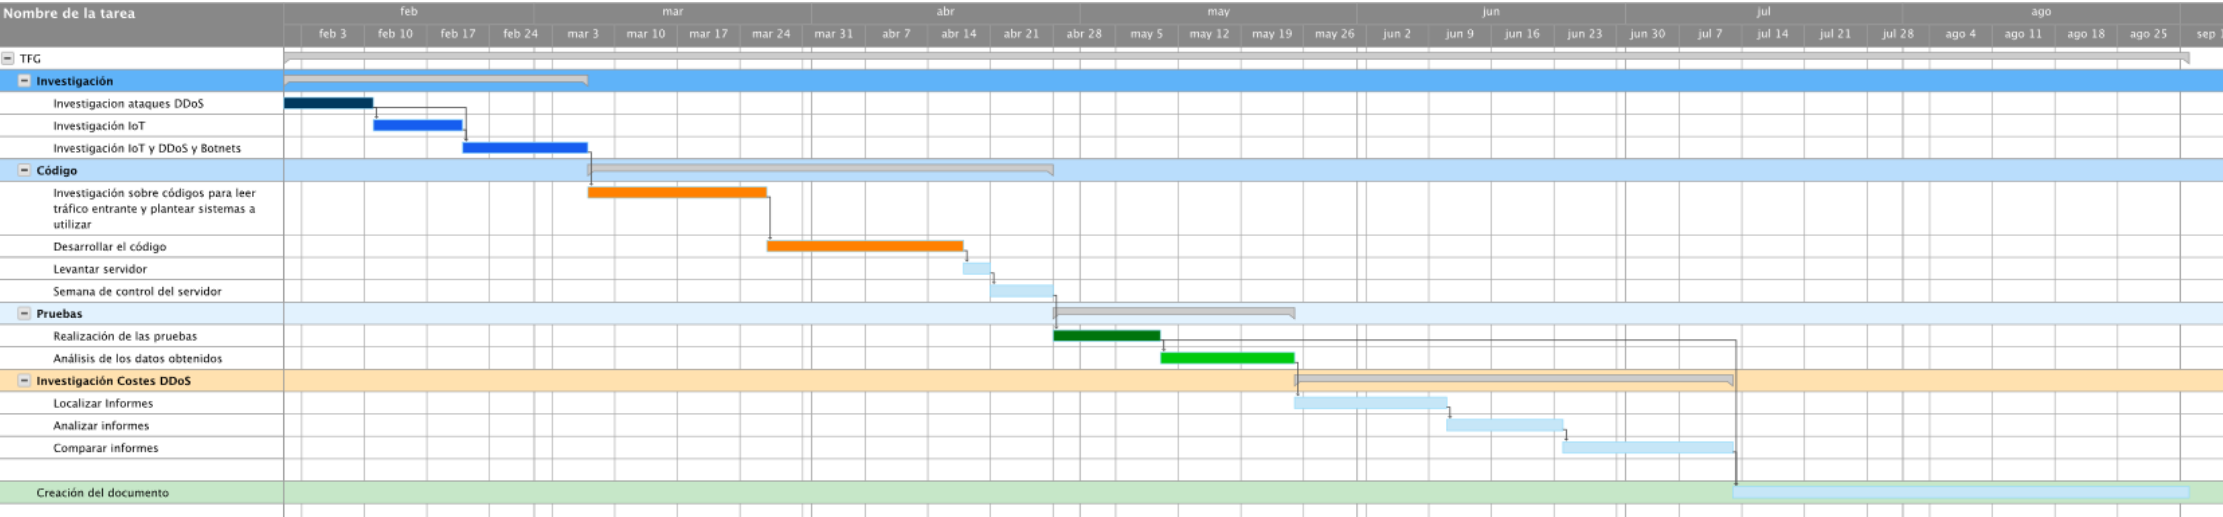 Nombre de la tarea
feb mar abr may jun jul ago
feb 3 feb 10 feb 17 feb 24 mar 3 mar 10 mar 17 mar 24 mar 31 abr 7 abr 14 abr 21 abr 28 may 5 may 12 may 19 may 26 jun 2 jun 9 jun 16 jun 23 jun 30 jul 7 jul 14 jul 21 jul 28 ago 4 ago 11 ago 18 ago 25 sep
TFG
Investigación
Investigacion ataques DDoS
Investigación IoT
Investigación IoT y DDoS y Botnets
Código
Investigación sobre códigos para leer
tráfico entrante y plantear sistemas a
utilizar
Desarrollar el código
Levantar servidor
Semana de control del servidor
Pruebas
Realización de las pruebas
Análisis de los datos obtenidos
Investigación Costes DDoS
Localizar Informes
Analizar informes
Comparar informes
Creación del documento